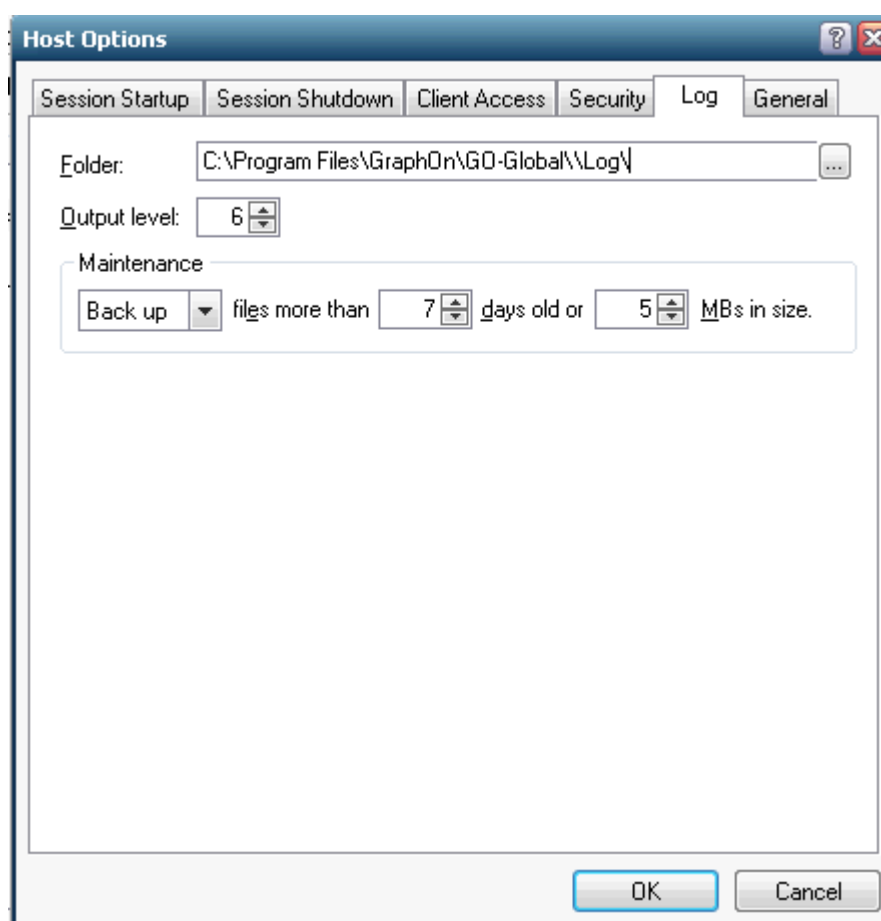 Host Options
Session Startup Session Shutdown Client Access Security Log General
Folder: C:\Program Files\GraphOn\GO-Global\\Log\ ...
Output level: 6
Maintenance
Back up files more than 7 days old or 5 MBs in size.
OK Cancel